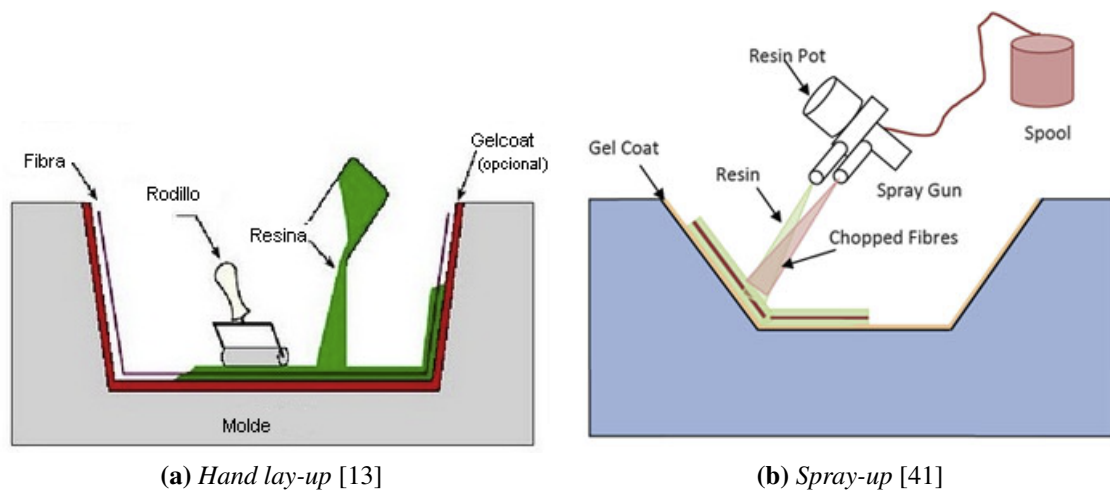 Fibra
Rodillo
Resina
Gelcoat
(opcional)
Molde
(a) Hand lay-up [13]
Resin Pot
Spool
Gel Coat
Resin
Spray Gun
Chopped Fibres
(b) Spray-up [41]